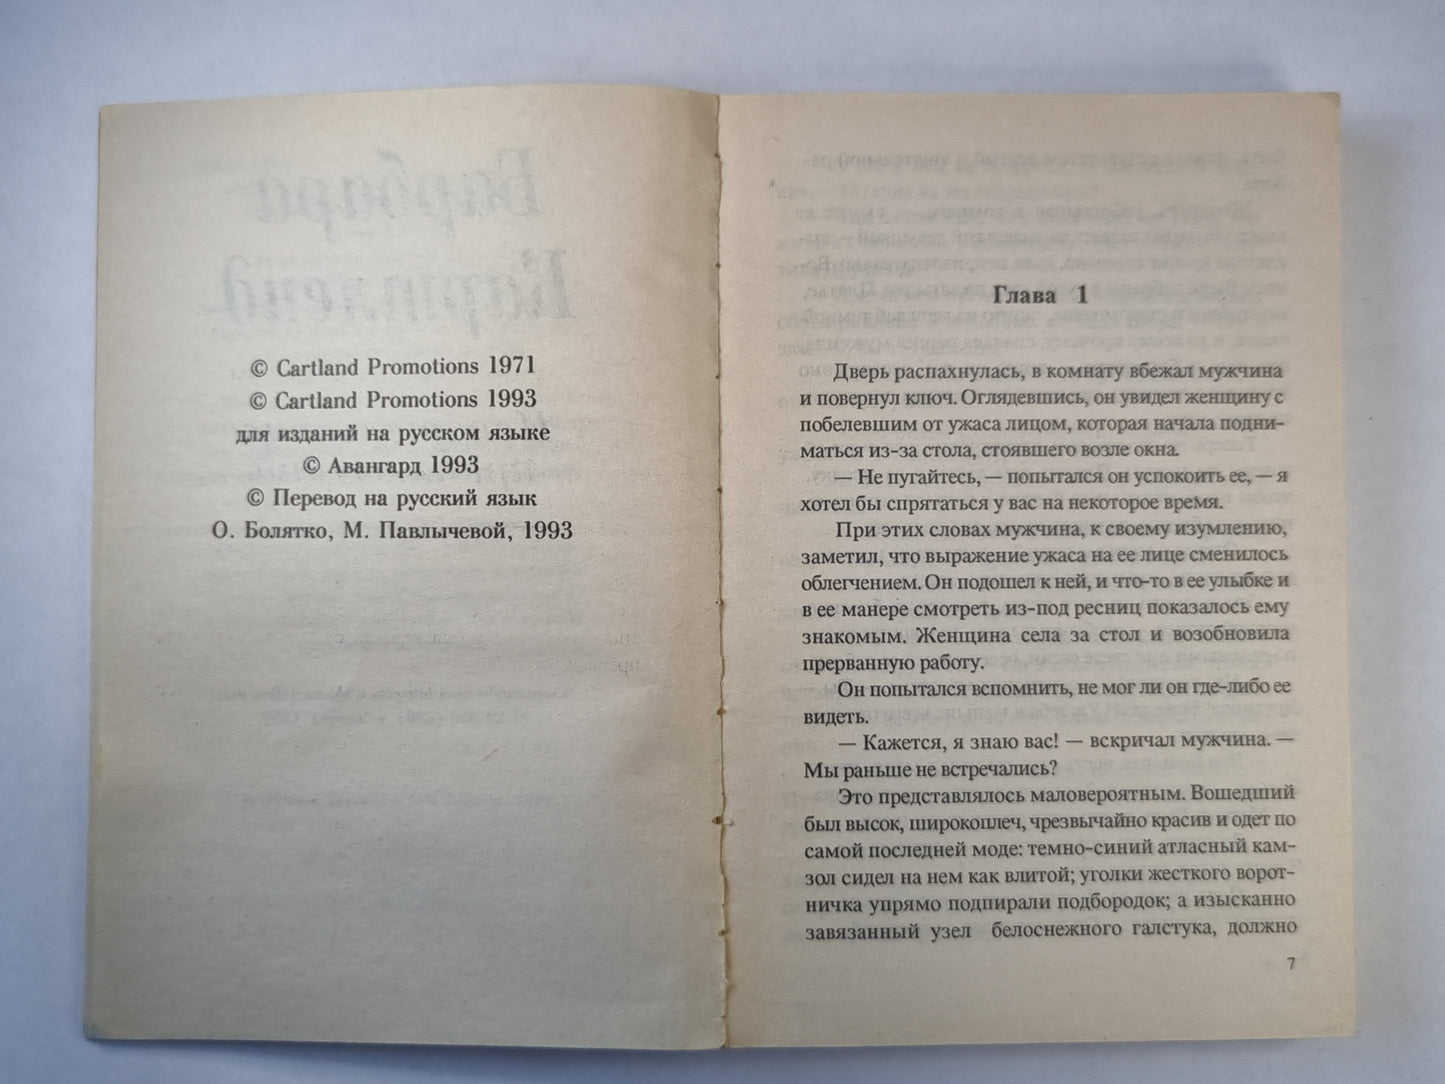 © Cartland Promotions 1971
© Cartland Promotions 1993
для изданий на русском языке
© Авангард 1993
© Перевод на русский язык
О. Болятко, М. Павлычевой, 1993
Глава 1
Дверь распахнулась, в комнату вбежал мужчина
и повернул ключ. Оглядевшись, он увидел женщину с
побелевшим от ужаса лицом, которая начала подни-
маться из-за стола, стоявшего возле окна.
— Не пугайтесь, — попытался он успокоить ее, — я
хотел бы спрятаться у вас на некоторое время.
При этих словах мужчина, к своему изумлению,
заметил, что выражение ужаса на ее лице сменилось
облегчением. Он подошел к ней, и что-то в ее улыбке и
в ее манере смотреть из-под ресниц показалось ему
знакомым. Женщина села за стол и возобновила
прерванную работу.
Он попытался вспомнить, не мог ли он где-либо ее
видеть.
— Кажется, я знаю вас! — вскричал мужчина. —
Мы раньше не встречались?
Это представлялось маловероятным. Вошедший
был высок, широкоплеч, чрезвычайно красив и одет по
самой последней моде: темно-синий атласный кам-
зол сидел на нем как влитой; уголки жесткого ворот-
ничка упрямо подпирали подбородок; а изысканно
завязанный узел белоснежного галстука, должно
7